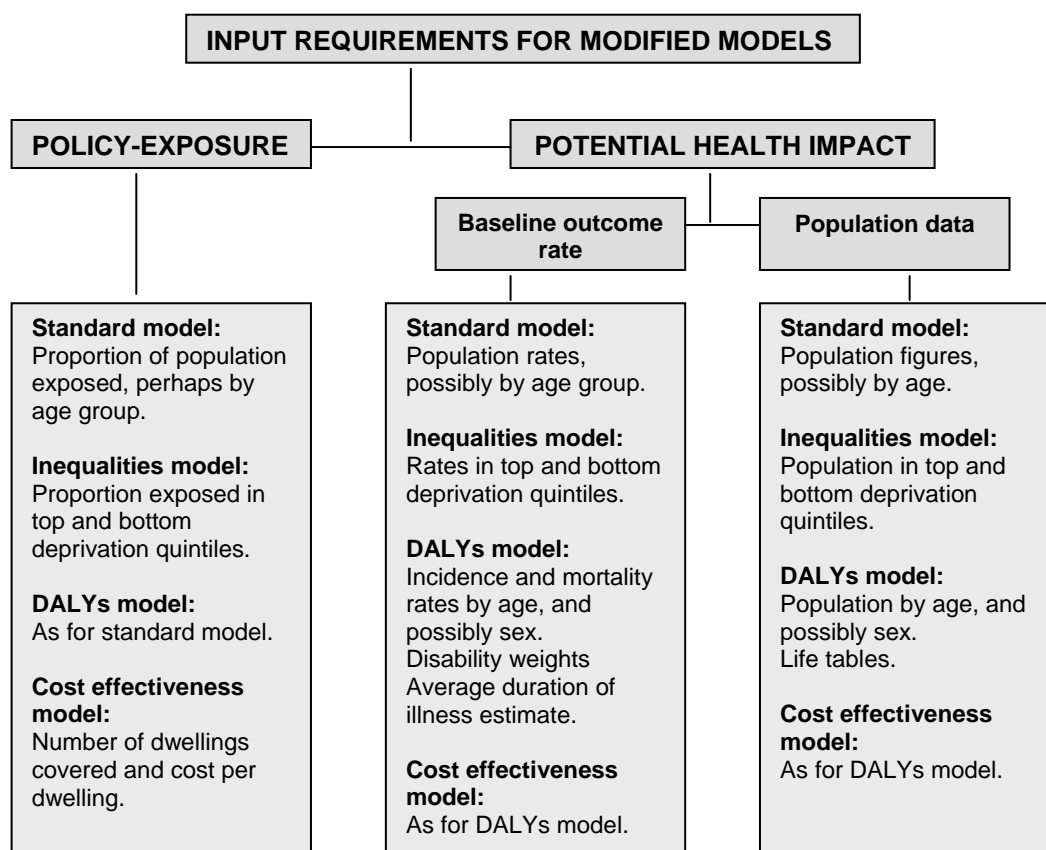 INPUT REQUIREMENTS FOR MODIFIED MODELS
POLICY-EXPOSURE
POTENTIAL HEALTH IMPACT
Baseline outcome
rate
Population data
Standard model:
Proportion of population
exposed, perhaps by
age group.
Inequalities model:
Proportion exposed in
top and bottom
deprivation quintiles.
DALYs model:
As for standard model.
Cost effectiveness
model:
Number of dwellings
covered and cost per
dwelling.
Standard model:
Population rates,
possibly by age group.
Inequalities model:
Rates in top and bottom
deprivation quintiles.
DALYs model:
Incidence and mortality
rates by age, and
possibly sex.
Disability weights
Average duration of
illness estimate.
Cost effectiveness
model:
As for DALYs model.
Standard model:
Population figures,
possibly by age.
Inequalities model:
Population in top and
bottom deprivation
quintiles.
DALYs model:
Population by age, and
possibly sex.
Life tables.
Cost effectiveness
model:
As for DALYs model.